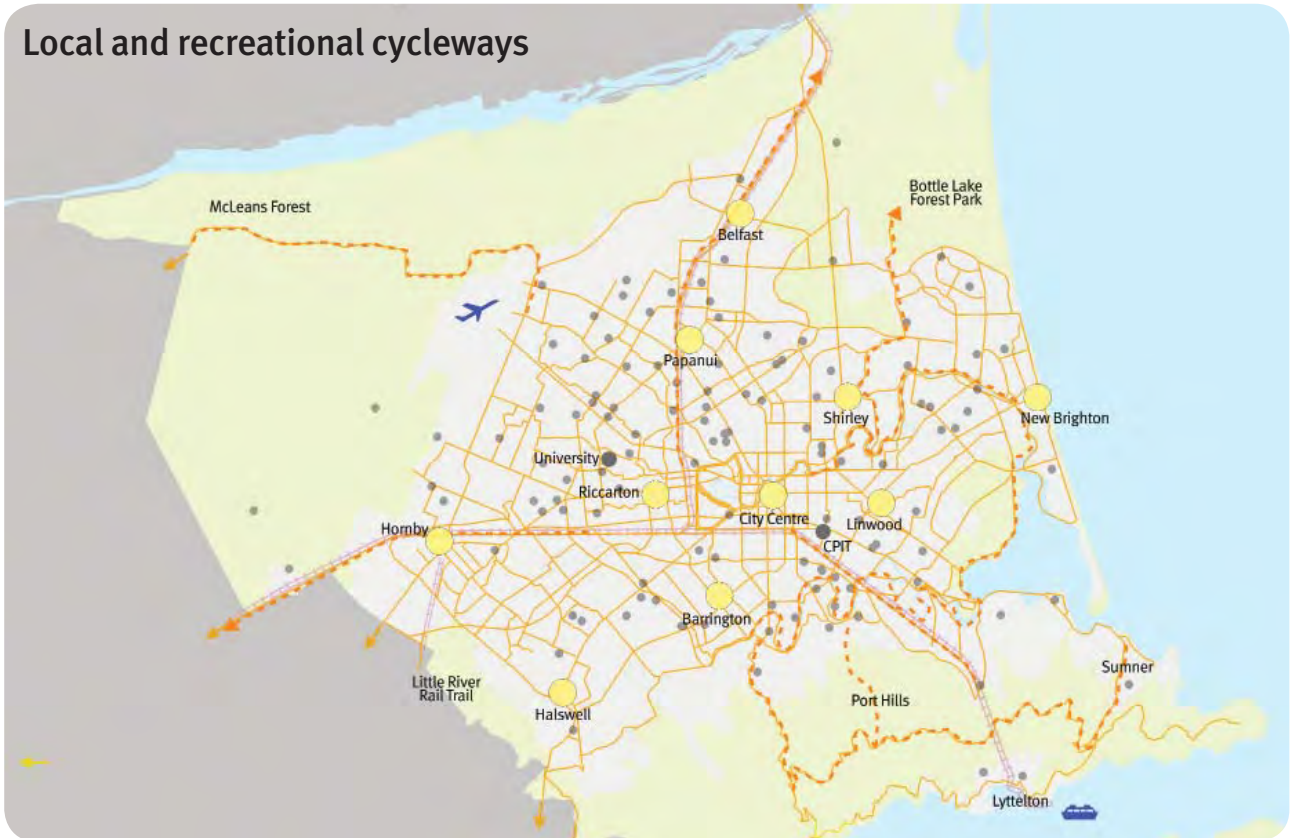 Local and recreational cycleways
McLeans Forest
Bottle Lake
Forest Park
Belfast
Papanui
Shirley
New Brighton
University
Riccarton
City Centre
Linwood
Hornby
CPIT
Barrington
Little River
Rail Trail
Halswell
Port Hills
Sumner
Lyttelton